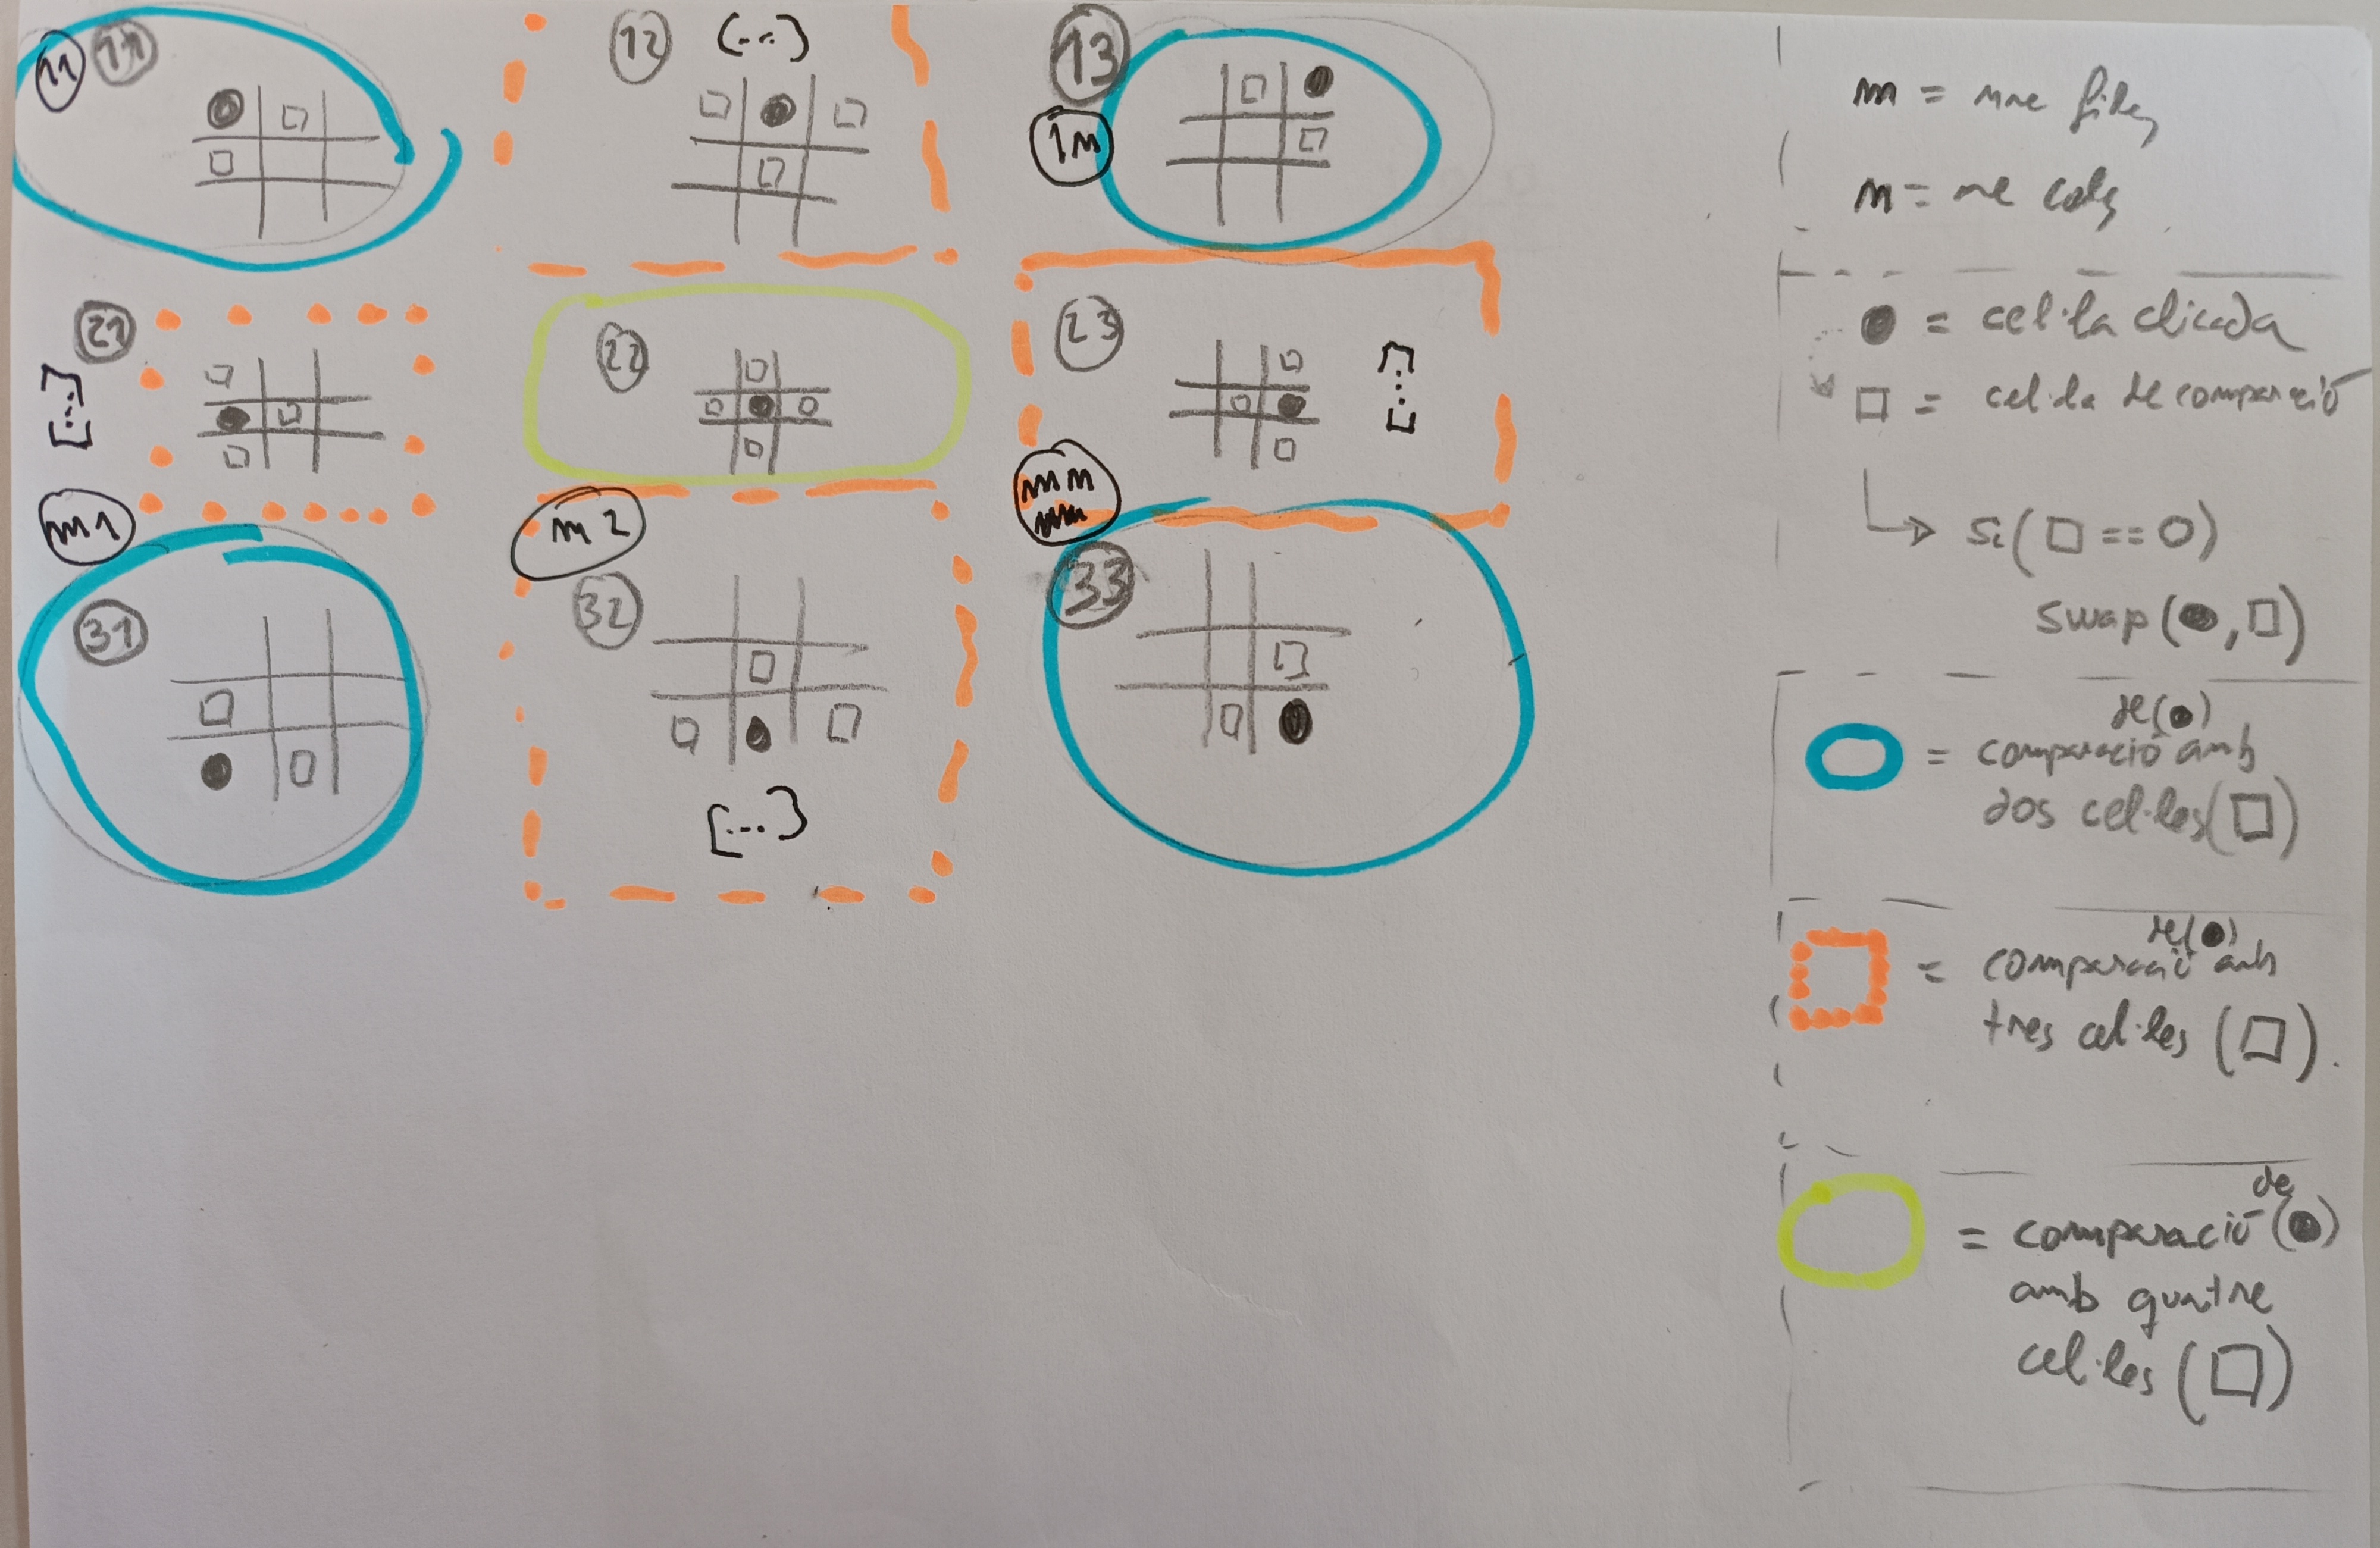 11 11
12 (...)
13
1n
21
[...]
22
23
[...]
m1
m2
mn
31
32
33
[...]
m = nre files
n = nre cols
● = cel·la clicada
□ = cel·la de comparació
↳ si(□==0)
swap(●,□)
de(●)
= comparació amb
dos cel·les(□)
de(●)
= comparació amb
tres cel·les (□).
de
= comparació(●)
amb quatre
cel·les (□)